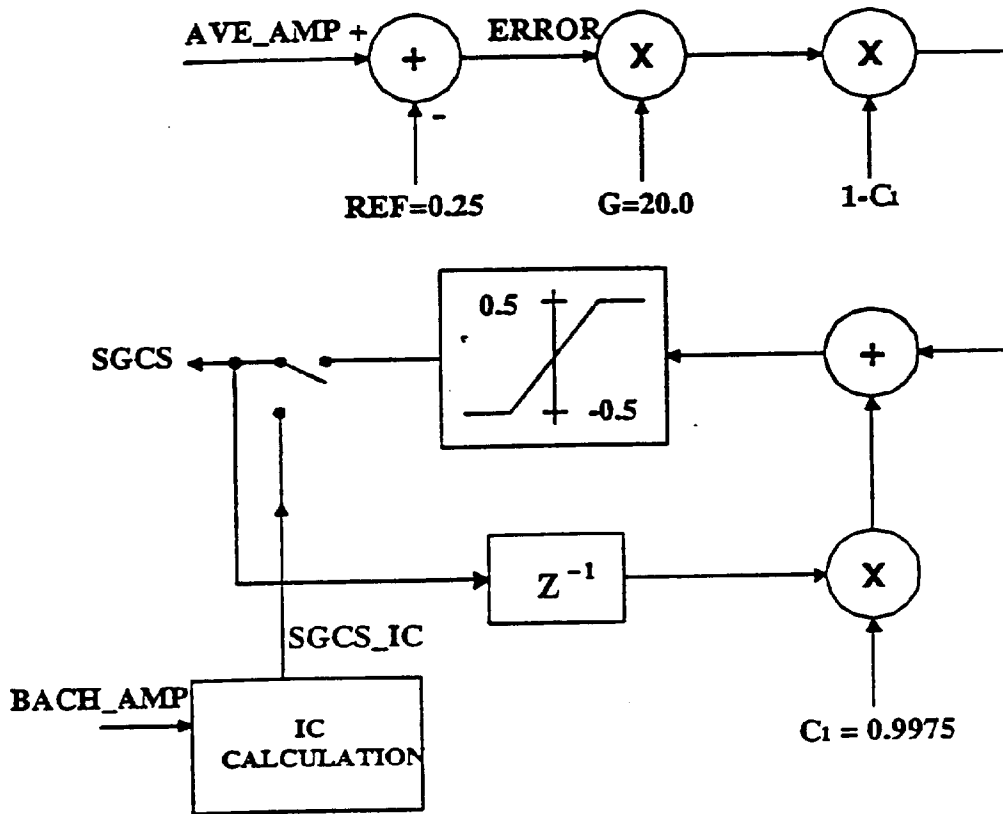 AVE_AMP +
ERROR
+
X
X
-
REF=0.25
G=20.0
1-C1
0.5
-0.5
SGCS
+
Z -1
X
SGCS_IC
BACH_AMP
IC
CALCULATION
C1 = 0.9975